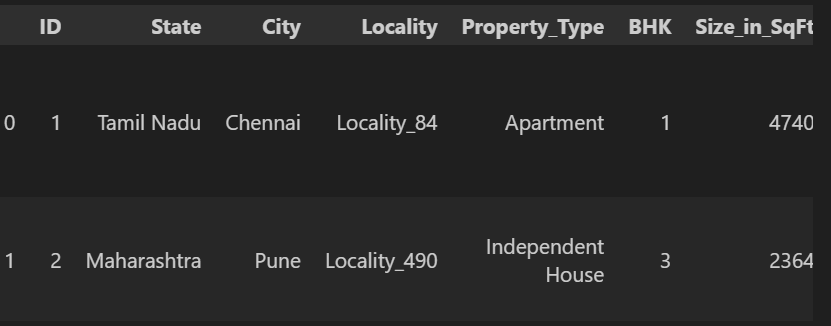 ID State City Locality Property_Type BHK Size_in_SqFt
0 1 Tamil Nadu Chennai Locality_84 Apartment 1 4740
1 2 Maharashtra Pune Locality_490 Independent House 3 2364